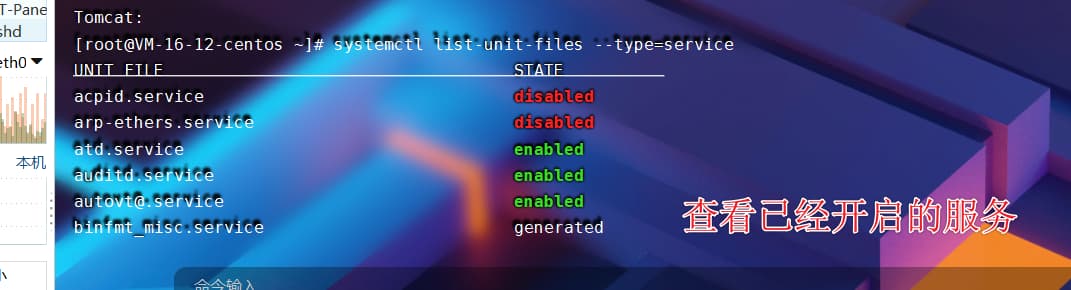 T-Pane
shd
eth0
本机
Tomcat:
[root@VM-16-12-centos ~]# systemctl list-unit-files --type=service
UNIT FILE STATE
acpid.service disabled
arp-ethers.service disabled
atd.service enabled
auditd.service enabled
autovt@.service enabled
binfmt_misc.service generated
查看已经开启的服务
命令输入